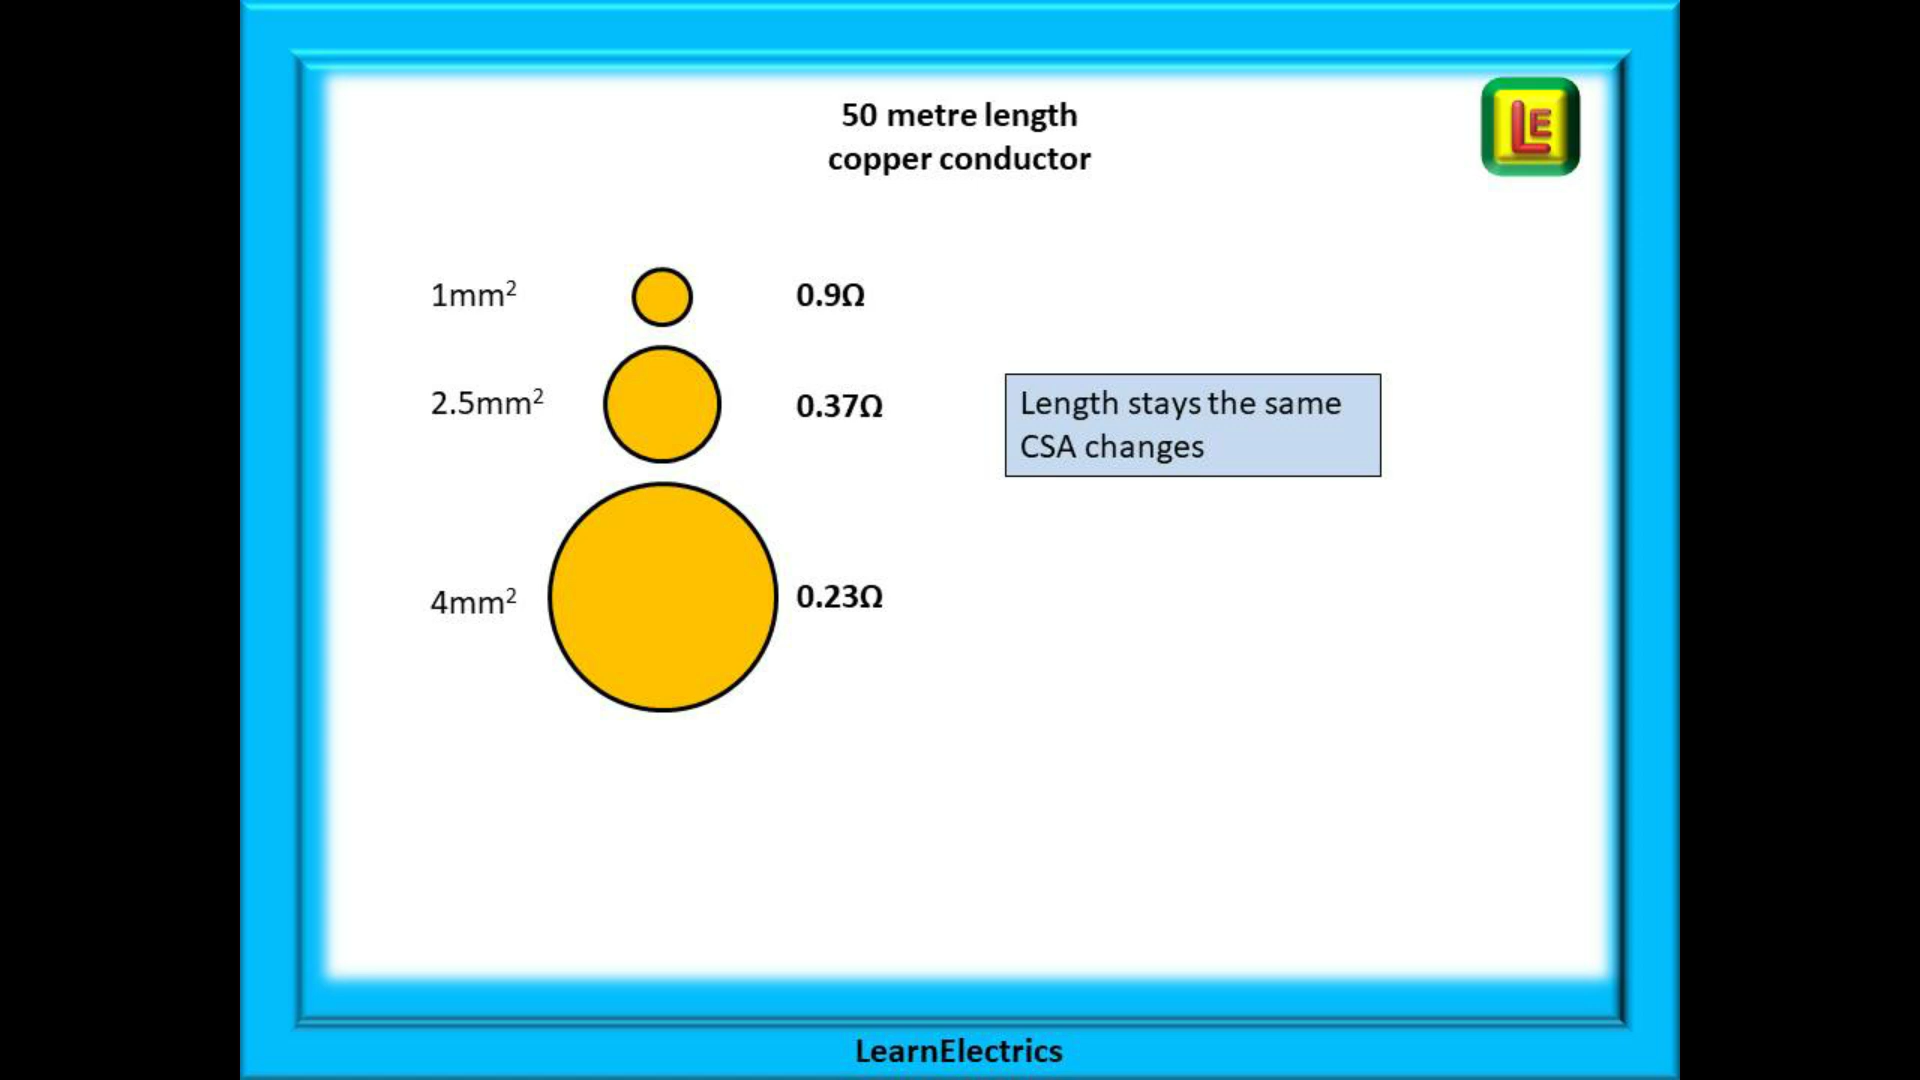 50 metre length
copper conductor
LE
1mm²
0.9Ω
2.5mm²
0.37Ω
Length stays the same
CSA changes
4mm²
0.23Ω
LearnElectrics